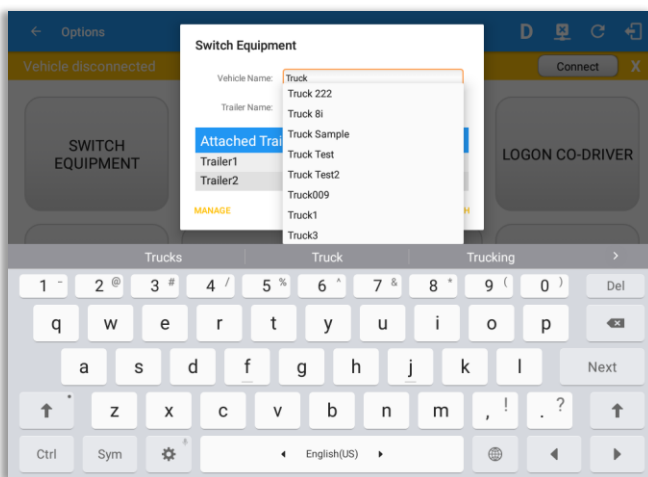 Options
D
Vehicle disconnected
Connect X
Switch Equipment
Vehicle Name: Truck
Trailer Name:
Truck 222
Truck 8i
Truck Sample
Truck Test
Truck Test2
Truck009
Truck1
Truck3
Attached Trai
Trailer1
Trailer2
MANAGE
H
SWITCH
EQUIPMENT
LOGON CO-DRIVER
Trucks Truck Trucking
1 - 2 @ 3 # 4 / 5 % 6 ^ 7 & 8 * 9 ( 0 ) Del
q w e r t y u i o p
a s d f g h j k l Next
z x c v b n m , ! . ?
Ctrl Sym English(US)